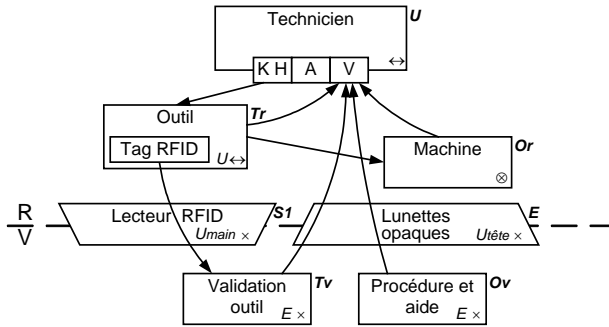 Technicien U
K H A V ↔
Outil Tr
Tag RFID
U↔
Machine Or
⊗
R
V
Lecteur RFID S1
Umain ×
Lunettes opaques E
Utête ×
Validation outil Tv
E ×
Procédure et aide Ov
E ×